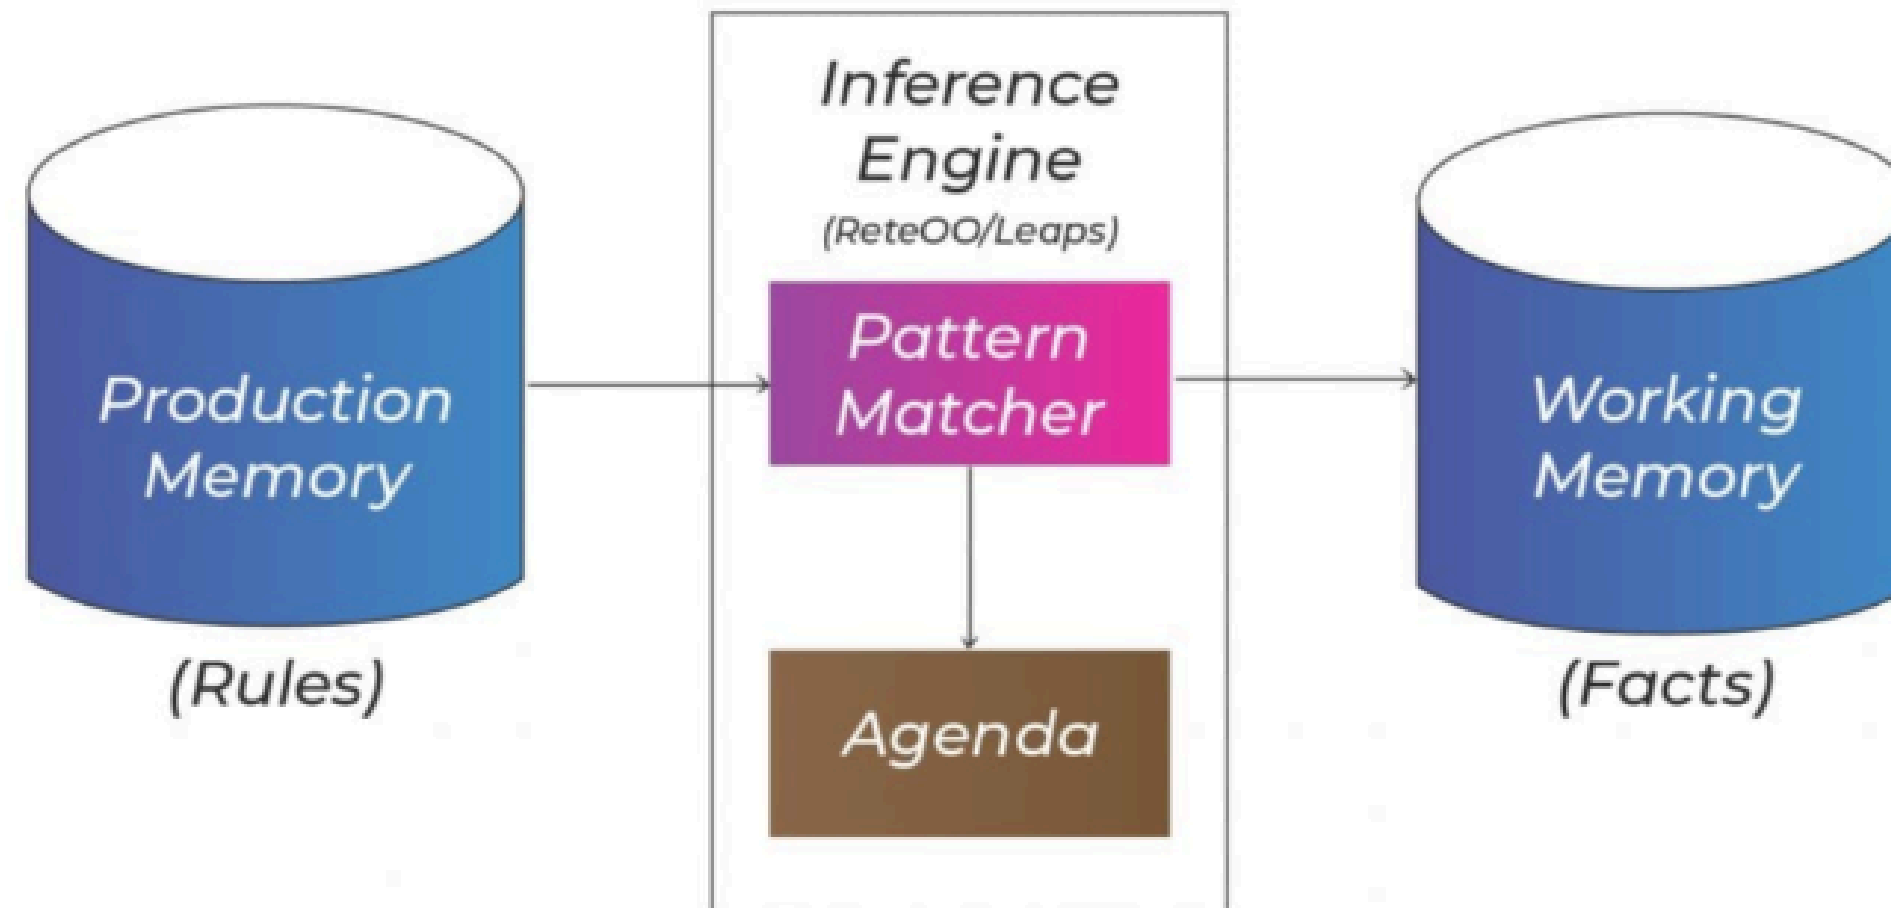 Inference
Engine
(ReteOO/Leaps)
Production
Memory
(Rules)
Pattern
Matcher
Agenda
Working
Memory
(Facts)